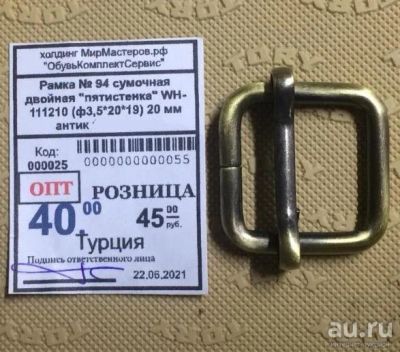 холдинг МирМастеров.рф
"ОбувьКомплектСервис"
Рамка № 94 сумочная
двойная "пятистенка" WH-
111210 (ф3,5*20*19) 20 мм
антик
Код:
000025
0000000000055
ОПТ
РОЗНИЦА
40 00
45 00
руб.
Турция
Подпись ответственного лица
22.06.2021
au.ru